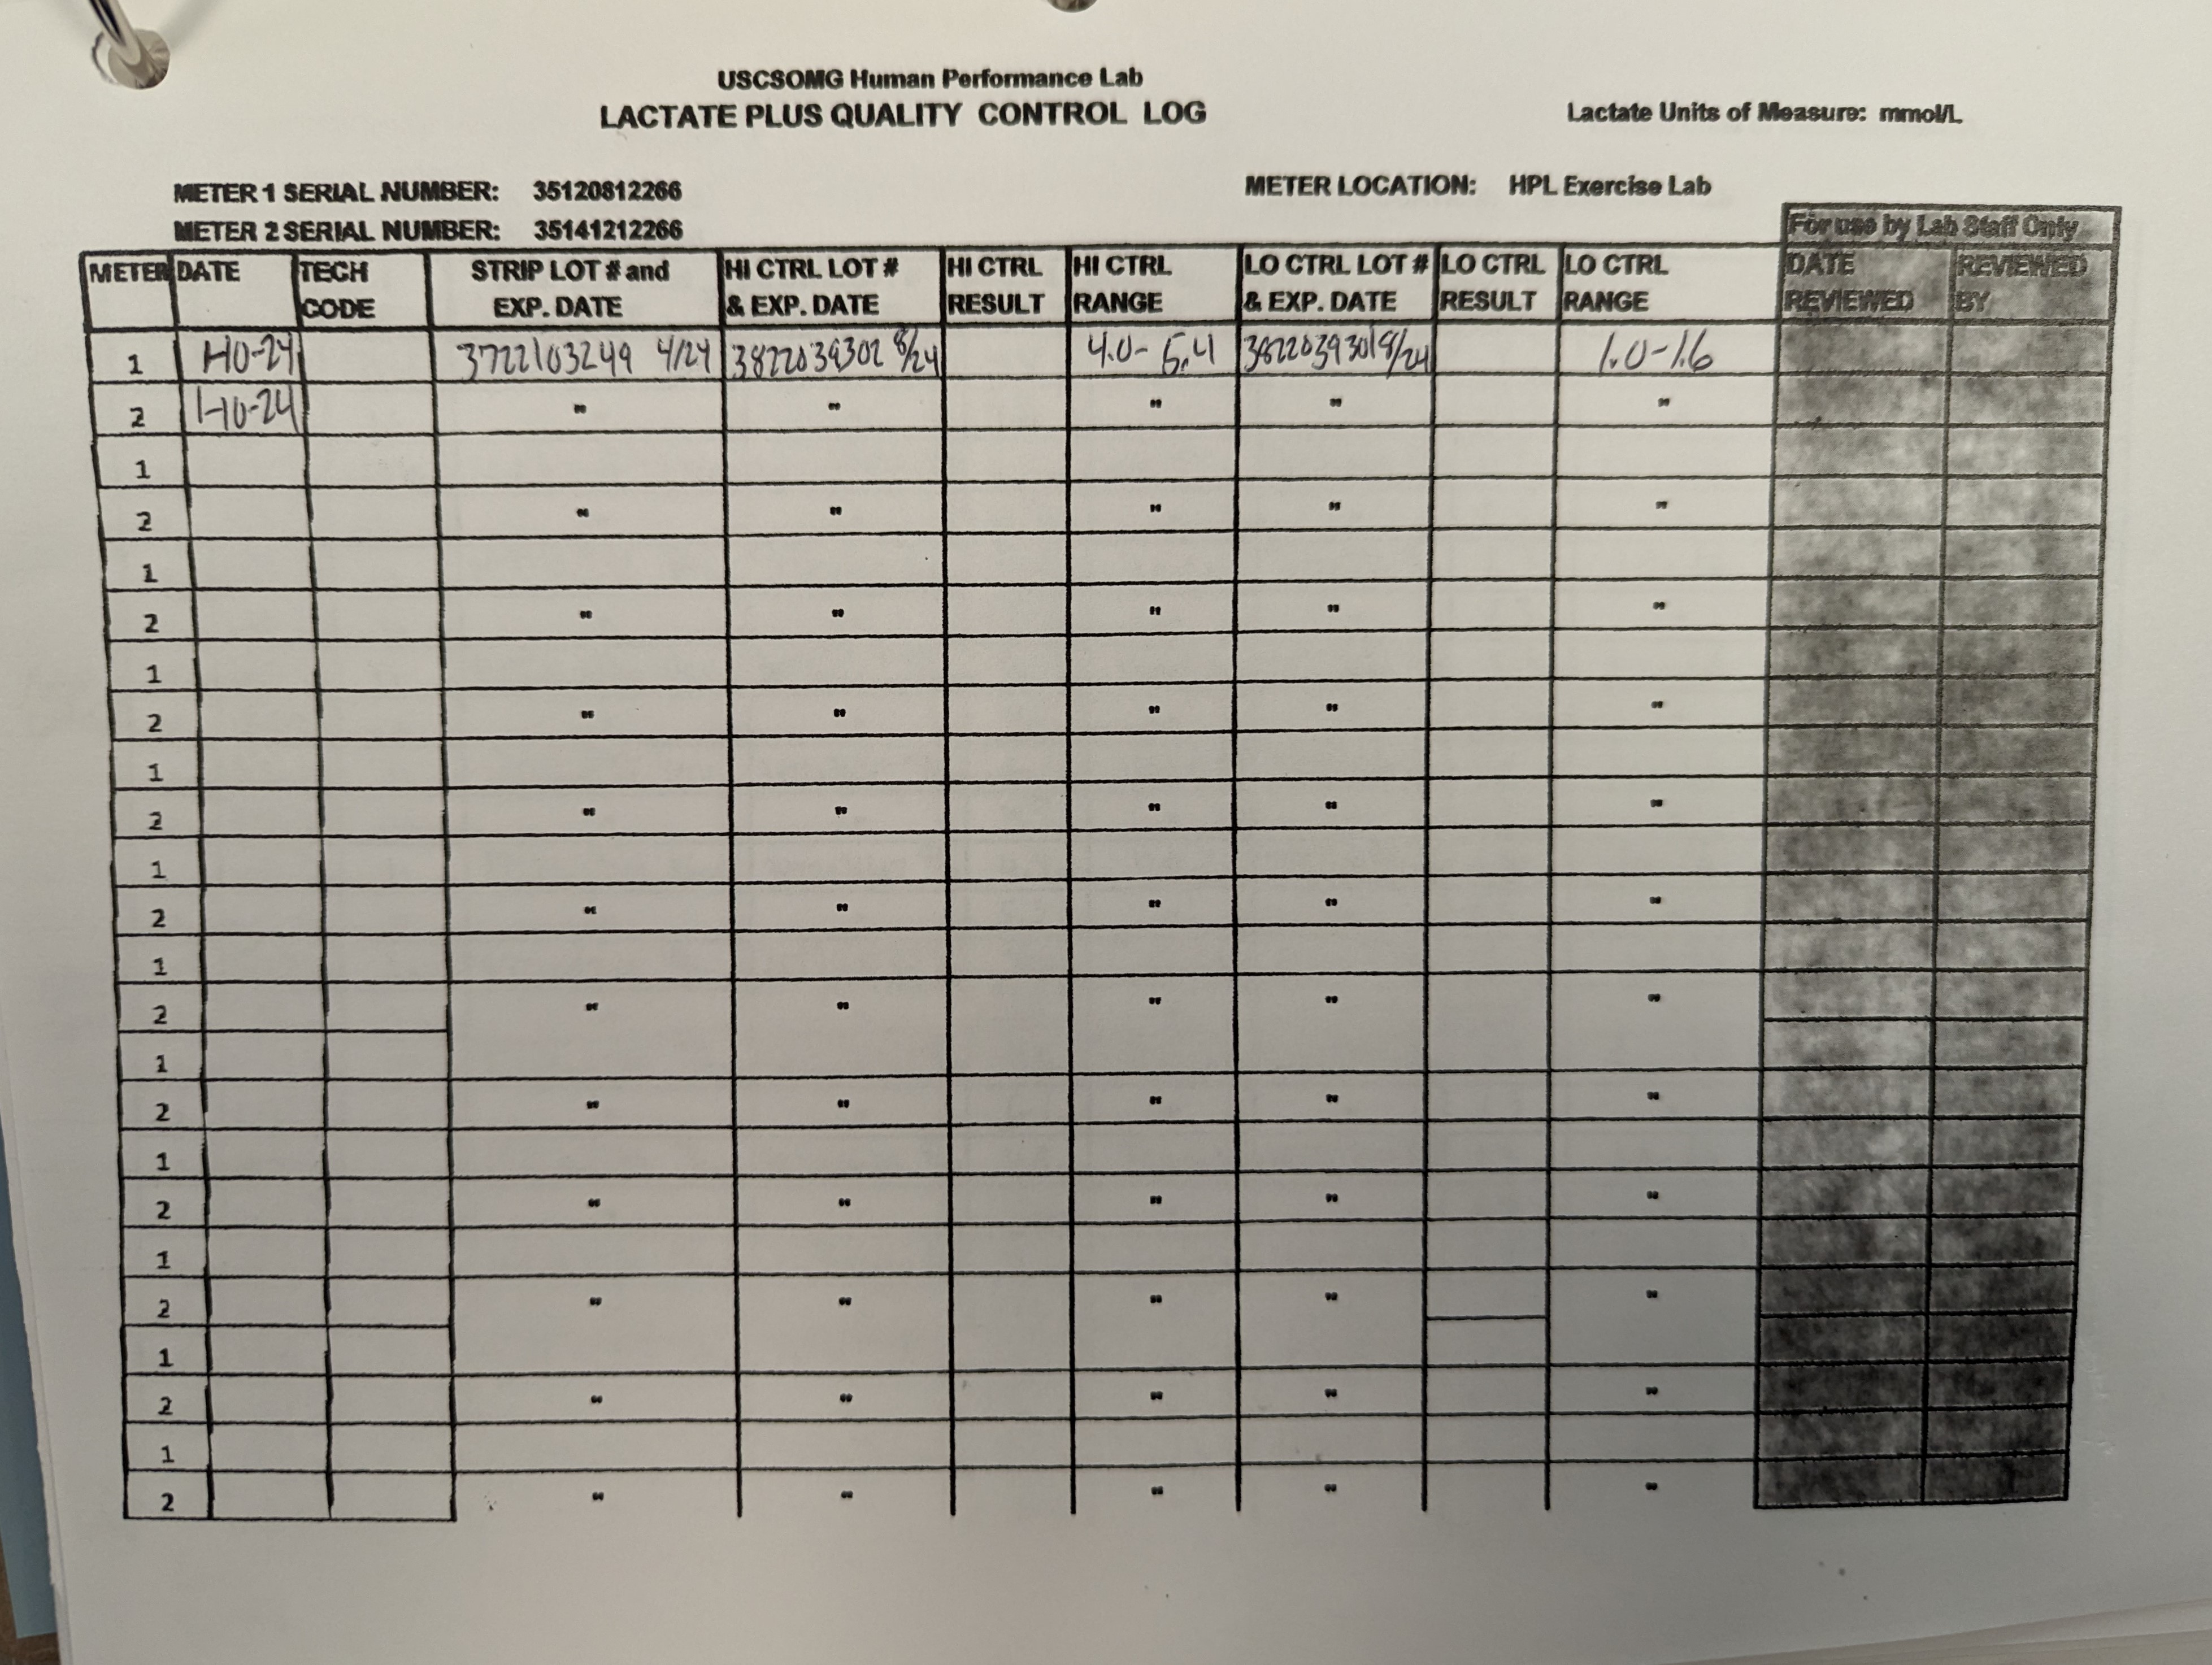 USCSOMG Human Performance Lab
LACTATE PLUS QUALITY CONTROL LOG
Lactate Units of Measure: mmol/L
METER 1 SERIAL NUMBER: 35120812266
METER LOCATION: HPL Exercise Lab
METER 2 SERIAL NUMBER: 35141212266
For use by Lab Staff Only
METER DATE TECH CODE STRIP LOT # and EXP. DATE HI CTRL LOT # & EXP. DATE HI CTRL RESULT HI CTRL RANGE LO CTRL LOT # & EXP. DATE LO CTRL RESULT LO CTRL RANGE DATE REVIEWED REVIEWED BY
1 1-10-24 3722103249 4/24 3822039302 8/24 4.0-5.4 3822039301 8/24 1.0-1.6
2 1-10-24 " " " " "
1
2 " " " " "
1
2 " " " " "
1
2 " " " " "
1
2 " " " " "
1
2 " " " " "
1
2 " " " " "
1
2 " " " " "
1
2 " " " " "
1
2 " " " " "
1
2 " " " " "
1
2 " " " " "